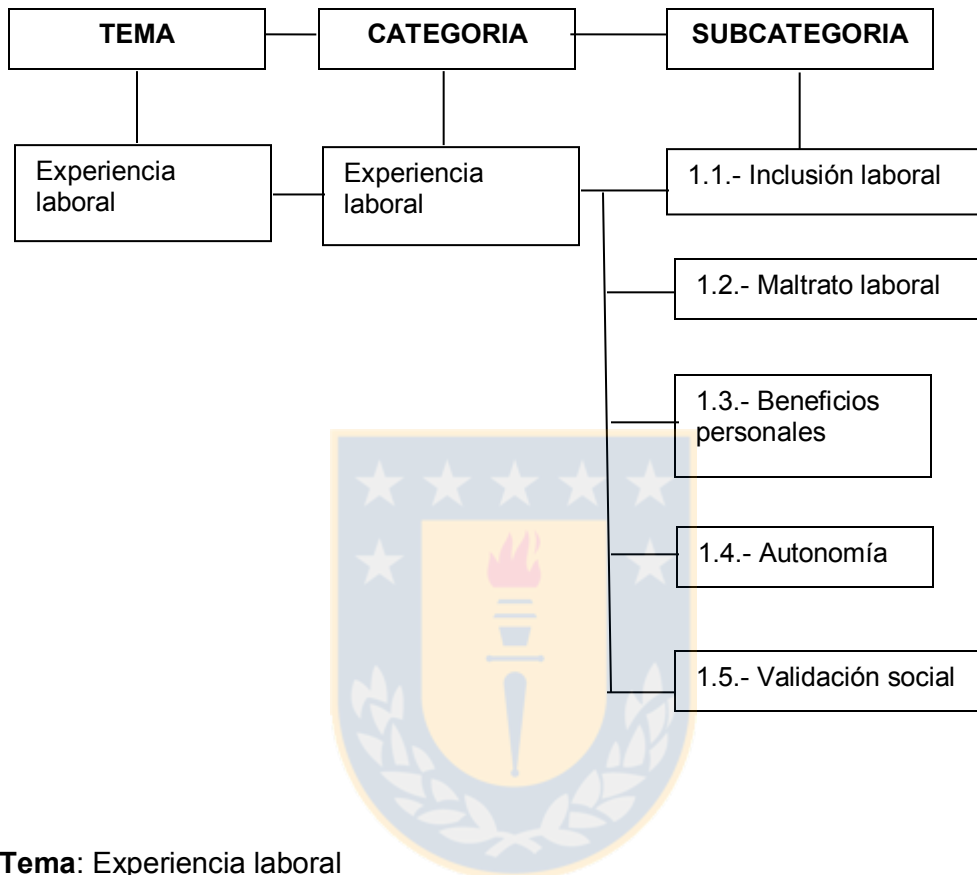 TEMA
CATEGORIA
SUBCATEGORIA
Experiencia
laboral
Experiencia
laboral
1.1.- Inclusión laboral
1.2.- Maltrato laboral
1.3.- Beneficios
personales
1.4.- Autonomía
1.5.- Validación social
Tema: Experiencia laboral